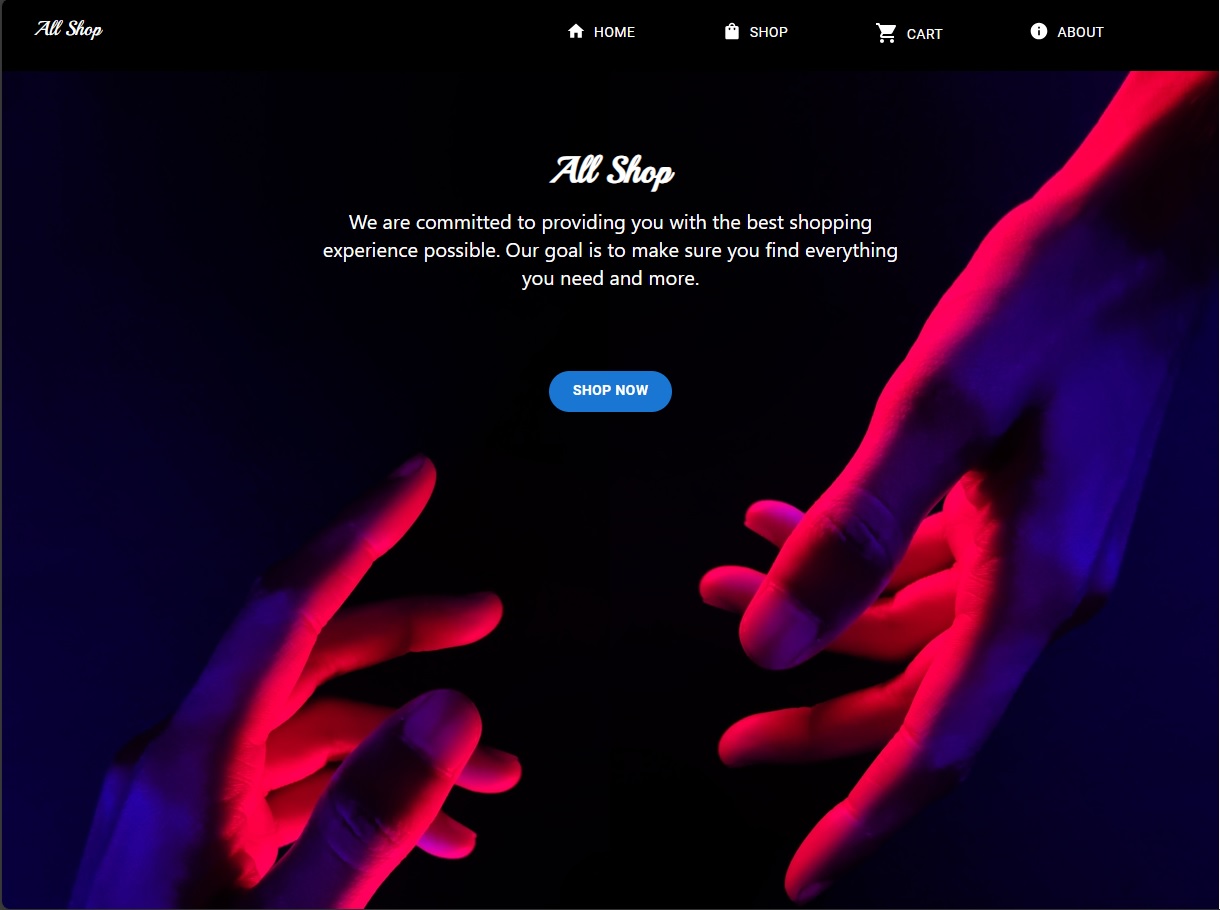 All Shop
HOME
SHOP
CART
ABOUT
All Shop
We are committed to providing you with the best shopping
experience possible. Our goal is to make sure you find everything
you need and more.
SHOP NOW